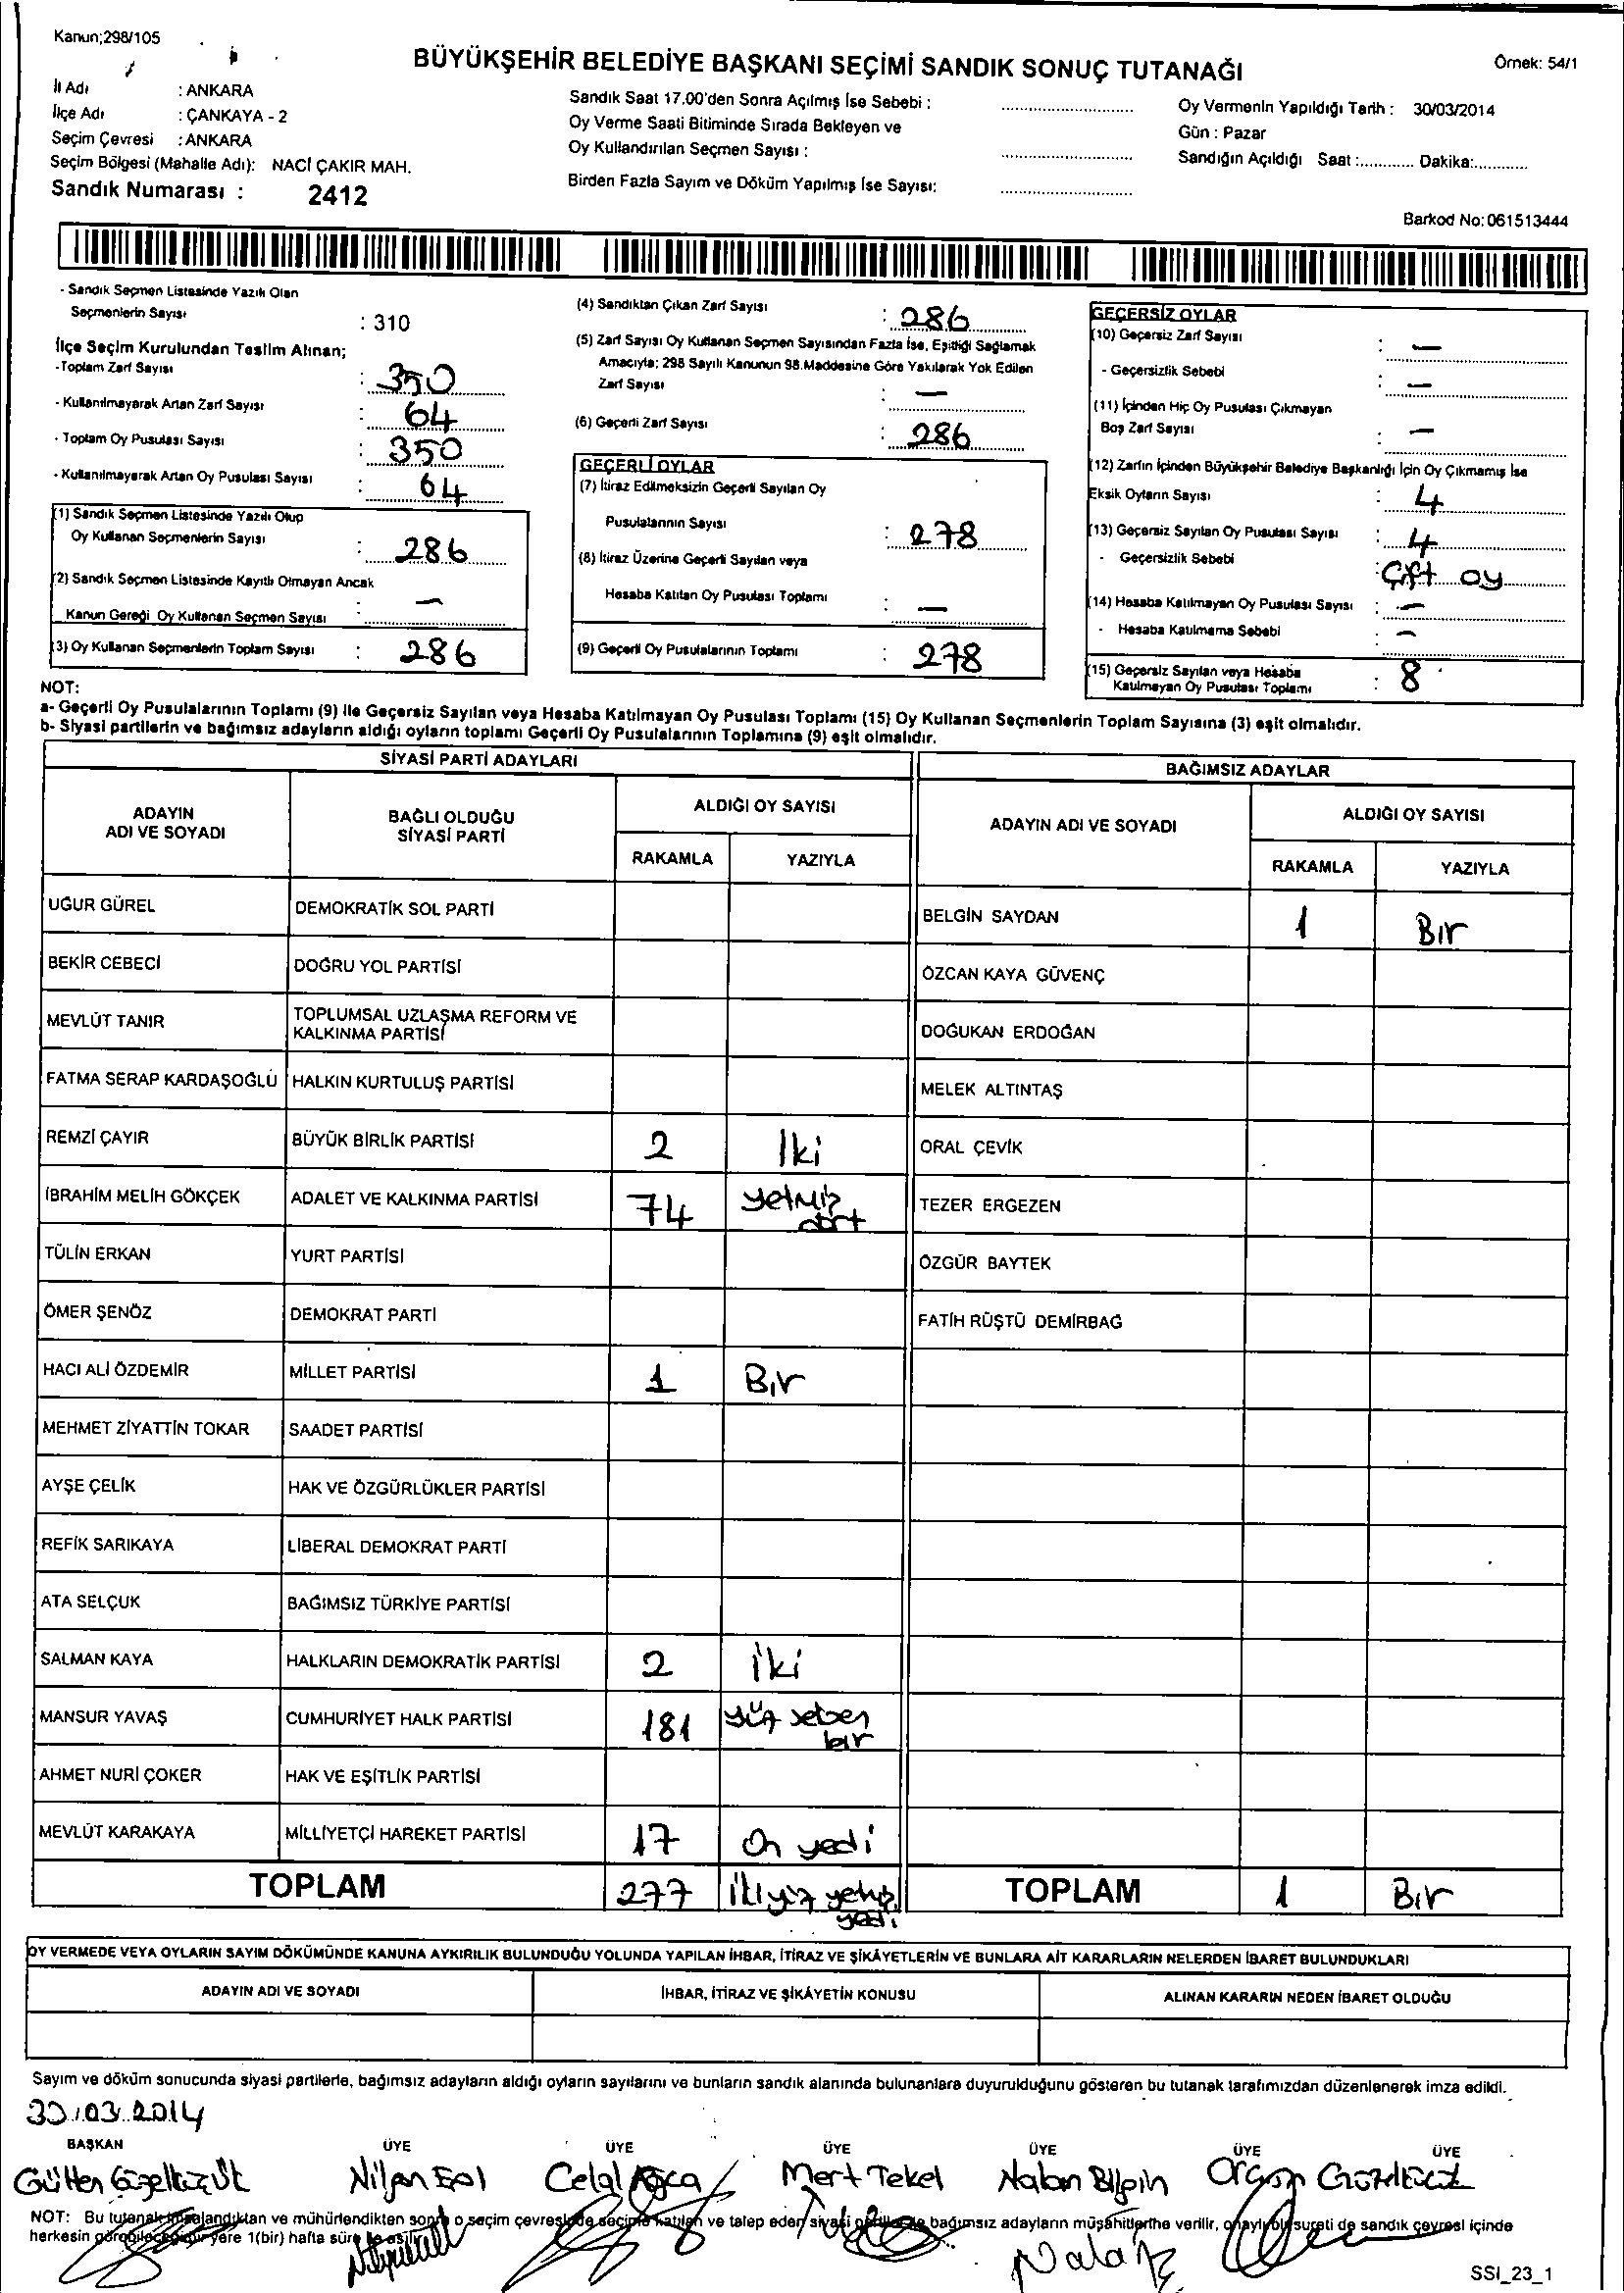 Kanun;298/105
BÜYÜKŞEHİR BELEDİYE BAŞKANI SEÇİMİ SANDIK SONUÇ TUTANAĞI
Örnek: 54/1
İl Adı : ANKARA
İlçe Adı : ÇANKAYA - 2
Seçim Çevresi : ANKARA
Seçim Bölgesi (Mahalle Adı): NACİ ÇAKIR MAH.
Sandık Numarası : 2412
Sandık Saat 17.00'den Sonra Açılmış İse Sebebi :
Oy Verme Saati Bitiminde Sırada Bekleyen ve
Oy Kullandırılan Seçmen Sayısı :
Birden Fazla Sayım ve Döküm Yapılmış İse Sayısı:
Oy Vermenin Yapıldığı Tarih : 30/03/2014
Gün : Pazar
Sandığın Açıldığı Saat :............ Dakika:............
Barkod No: 061513444
- Sandık Seçmen Listesinde Yazılı Olan
Seçmenlerin Sayısı : 310
İlçe Seçim Kurulundan Teslim Alınan;
-Toplam Zarf Sayısı : 350
- Kullanılmayarak Artan Zarf Sayısı : 64
- Toplam Oy Pusulası Sayısı : 350
- Kullanılmayarak Artan Oy Pusulası Sayısı : 64
(1) Sandık Seçmen Listesinde Yazılı Olup
Oy Kullanan Seçmenlerin Sayısı : 286
(2) Sandık Seçmen Listesinde Kayıtlı Olmayan Ancak
Kanun Gereği Oy Kullanan Seçmen Sayısı : —
(3) Oy Kullanan Seçmenlerin Toplam Sayısı : 286
(4) Sandıktan Çıkan Zarf Sayısı : 286
(5) Zarf Sayısı Oy Kullanan Seçmen Sayısından Fazla İse, Eşitliği Sağlamak
Amacıyla; 298 Sayılı Kanunun 98.Maddesine Göre Yakılarak Yok Edilen
Zarf Sayısı : —
(6) Geçerli Zarf Sayısı : 286
GEÇERLİ OYLAR
(7) İtiraz Edilmeksizin Geçerli Sayılan Oy
Pusulalarının Sayısı : 278
(8) İtiraz Üzerine Geçerli Sayılan veya
Hesaba Katılan Oy Pusulası Toplamı : —
(9) Geçerli Oy Pusulalarının Toplamı : 278
GEÇERSİZ OYLAR
(10) Geçersiz Zarf Sayısı : —
- Geçersizlik Sebebi : —
(11) İçinden Hiç Oy Pusulası Çıkmayan
Boş Zarf Sayısı : —
(12) Zarfın İçinden Büyükşehir Belediye Başkanlığı İçin Oy Çıkmamış İse
Eksik Oyların Sayısı : 4
(13) Geçersiz Sayılan Oy Pusulası Sayısı : 4
- Geçersizlik Sebebi : Çift oy
(14) Hesaba Katılmayan Oy Pusulası Sayısı : —
- Hesaba Katılmama Sebebi : —
(15) Geçersiz Sayılan veya Hesaba
Katılmayan Oy Pusulası Toplamı : 8
NOT:
a- Geçerli Oy Pusulalarının Toplamı (9) ile Geçersiz Sayılan veya Hesaba Katılmayan Oy Pusulası Toplamı (15) Oy Kullanan Seçmenlerin Toplam Sayısına (3) eşit olmalıdır.
b- Siyasi partilerin ve bağımsız adayların aldığı oyların toplamı Geçerli Oy Pusulalarının Toplamına (9) eşit olmalıdır.
SİYASİ PARTİ ADAYLARI
BAĞIMSIZ ADAYLAR
ADAYIN ADI VE SOYADI
BAĞLI OLDUĞU SİYASİ PARTİ
ALDIĞI OY SAYISI
RAKAMLA YAZIYLA
ADAYIN ADI VE SOYADI
ALDIĞI OY SAYISI
RAKAMLA YAZIYLA
UĞUR GÜREL DEMOKRATİK SOL PARTİ
BELGİN SAYDAN 1 Bir
BEKİR CEBECİ DOĞRU YOL PARTİSİ
ÖZCAN KAYA GÜVENÇ
MEVLÜT TANIR TOPLUMSAL UZLAŞMA REFORM VE KALKINMA PARTİSİ
DOĞUKAN ERDOĞAN
FATMA SERAP KARDAŞOĞLU HALKIN KURTULUŞ PARTİSİ
MELEK ALTINTAŞ
REMZİ ÇAYIR BÜYÜK BİRLİK PARTİSİ 2 İki
ORAL ÇEVİK
İBRAHİM MELİH GÖKÇEK ADALET VE KALKINMA PARTİSİ 74 yetmiş dört
TEZER ERGEZEN
TÜLİN ERKAN YURT PARTİSİ
ÖZGÜR BAYTEK
ÖMER ŞENÖZ DEMOKRAT PARTİ
FATİH RÜŞTÜ DEMİRBAĞ
HACI ALİ ÖZDEMİR MİLLET PARTİSİ 1 Bir
MEHMET ZİYATTİN TOKAR SAADET PARTİSİ
AYŞE ÇELİK HAK VE ÖZGÜRLÜKLER PARTİSİ
REFİK SARIKAYA LİBERAL DEMOKRAT PARTİ
ATA SELÇUK BAĞIMSIZ TÜRKİYE PARTİSİ
SALMAN KAYA HALKLARIN DEMOKRATİK PARTİSİ 2 iki
MANSUR YAVAŞ CUMHURİYET HALK PARTİSİ 181 yüz seksen bir
AHMET NURİ ÇOKER HAK VE EŞİTLİK PARTİSİ
MEVLÜT KARAKAYA MİLLİYETÇİ HAREKET PARTİSİ 17 On yedi
TOPLAM 277 ikiyüz yetmiş yedi
TOPLAM 1 Bir
OY VERMEDE VEYA OYLARIN SAYIM DÖKÜMÜNDE KANUNA AYKIRILIK BULUNDUĞU YOLUNDA YAPILAN İHBAR, İTİRAZ VE ŞİKÂYETLERİN VE BUNLARA AİT KARARLARIN NELERDEN İBARET BULUNDUKLARI
ADAYIN ADI VE SOYADI İHBAR, İTİRAZ VE ŞİKÂYETİN KONUSU ALINAN KARARIN NEDEN İBARET OLDUĞU
Sayım ve döküm sonucunda siyasi partilerle, bağımsız adayların aldığı oyların sayılarını ve bunların sandık alanında bulunanlara duyurulduğunu gösteren bu tutanak tarafımızdan düzenlenerek imza edildi.
30.03.2014
BAŞKAN ÜYE ÜYE ÜYE ÜYE ÜYE ÜYE
Gülten Nilgan Celal Mert Tekel Nalan Bilgin
NOT: Bu tutanak imzalandıktan ve mühürlendikten sonra o seçim çevresinde seçime katılan ve talep eden siyasi partilerle bağımsız adayların müşahitlerine verilir, onaylı bir sureti de sandık çevresi içinde
herkesin görebileceği bir yere 1(bir) hafta süre ile asılır.
SSI_23_1